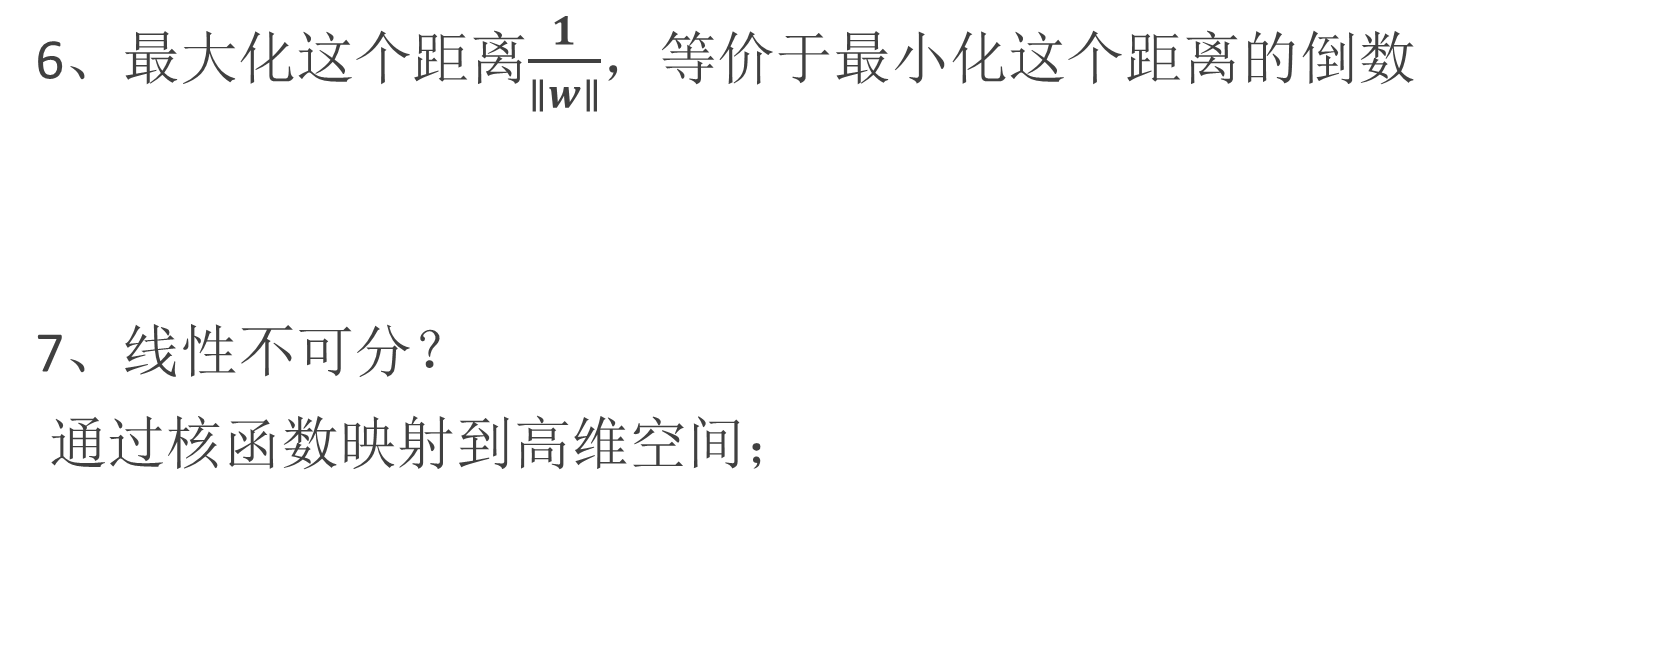 6、最大化这个距离$\frac{1}{\|w\|}$，等价于最小化这个距离的倒数
7、线性不可分？
通过核函数映射到高维空间；